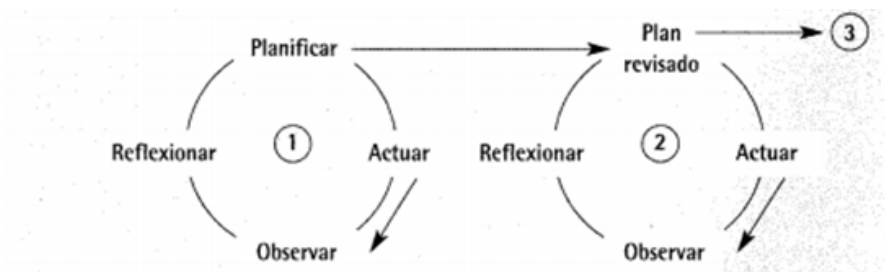 Planificar
Plan
revisado
3
Reflexionar
1
Actuar
Reflexionar
2
Actuar
Observar
Observar